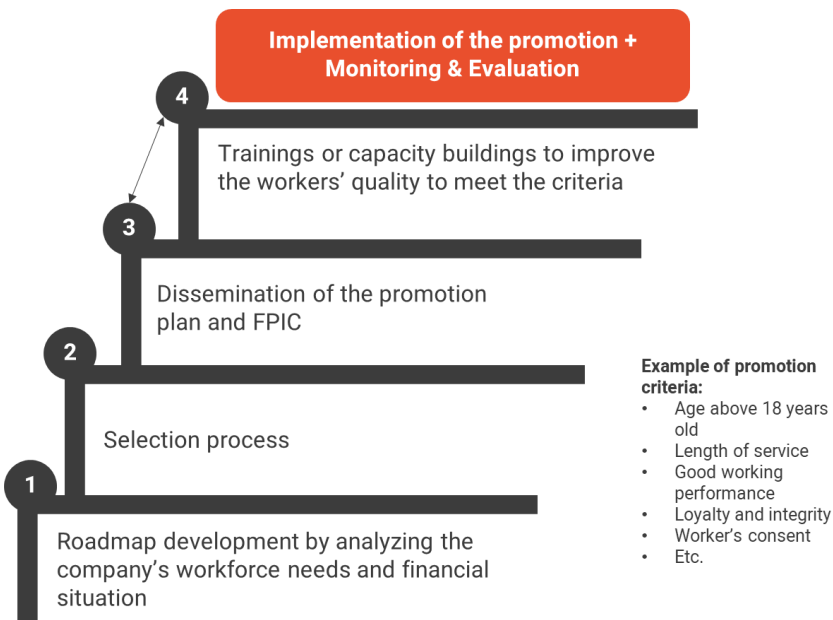 Implementation of the promotion +
Monitoring & Evaluation
4
Trainings or capacity buildings to improve
the workers’ quality to meet the criteria
3
Dissemination of the promotion
plan and FPIC
2
Selection process
1
Roadmap development by analyzing the
company’s workforce needs and financial
situation
Example of promotion
criteria:
• Age above 18 years
old
• Length of service
• Good working
performance
• Loyalty and integrity
• Worker’s consent
• Etc.